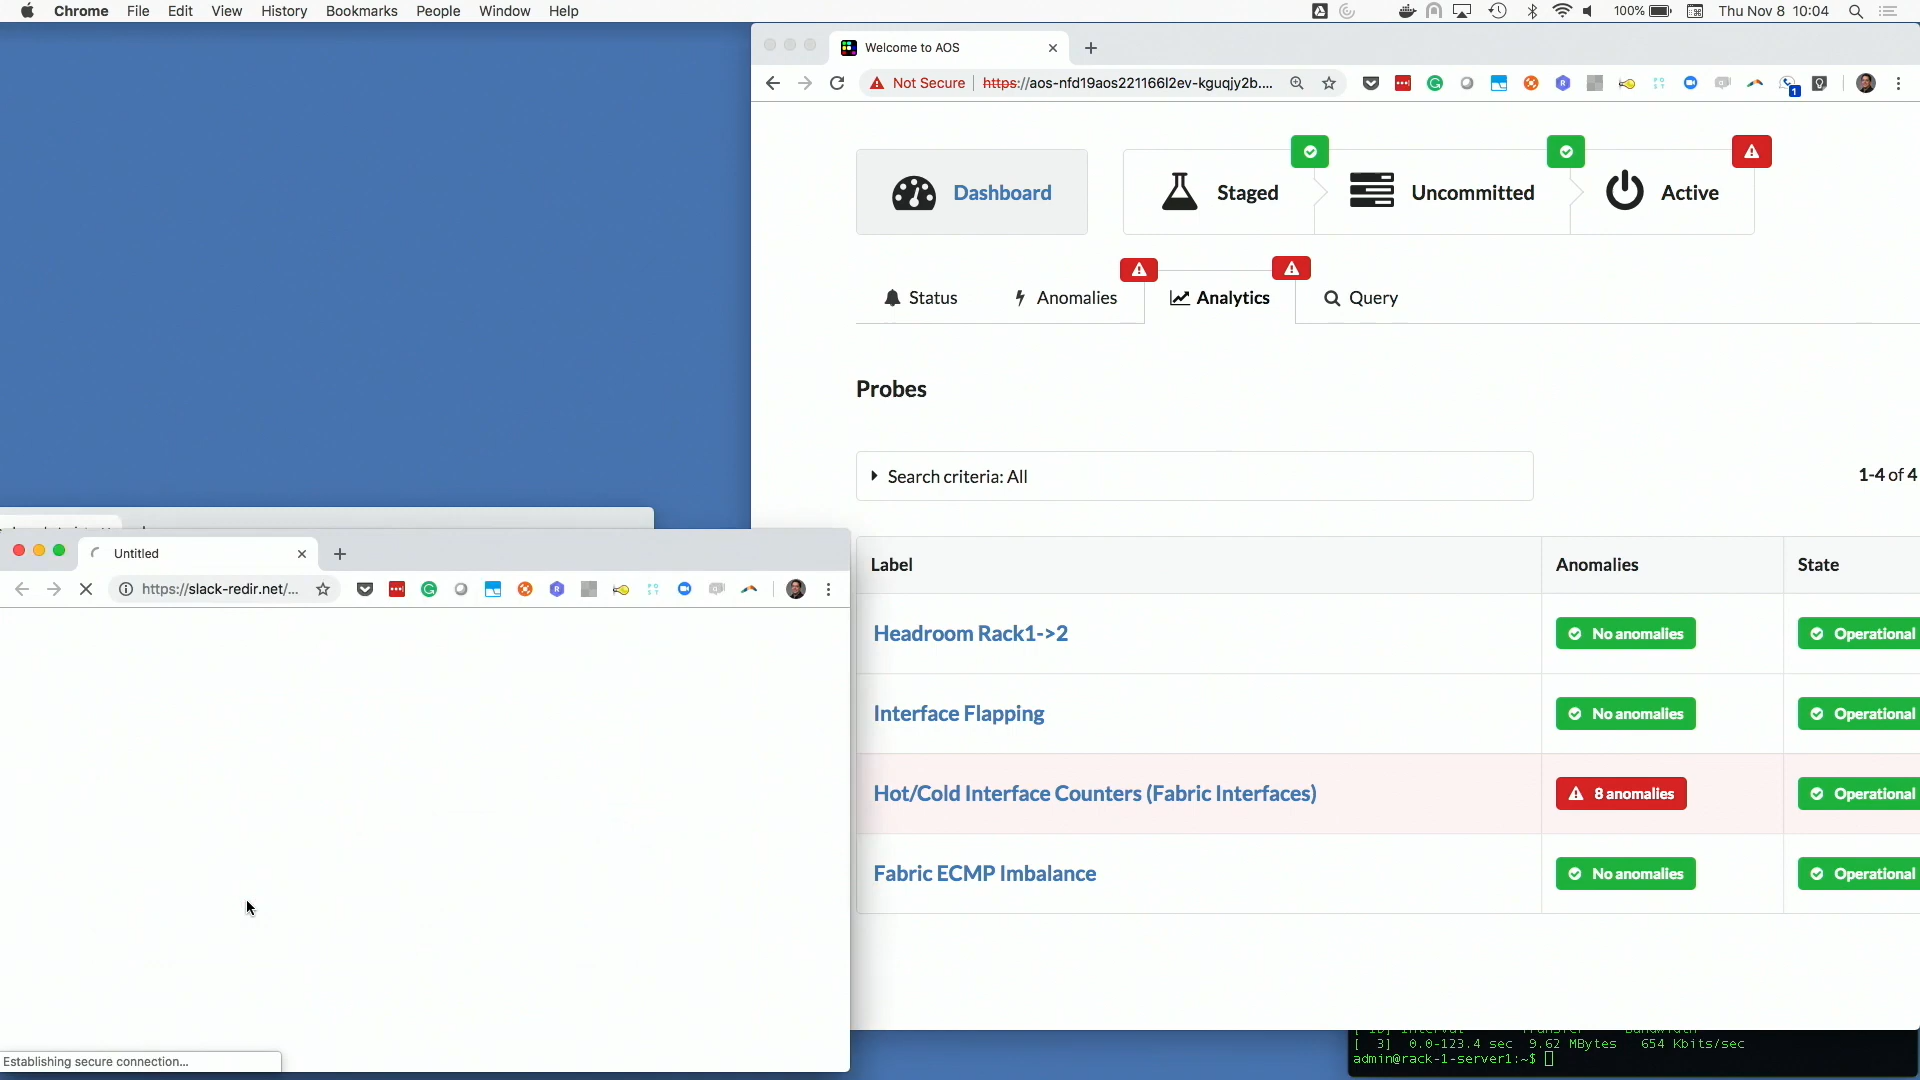 Chrome File Edit View History Bookmarks People Window Help 100% Thu Nov 8 10:04
Welcome to AOS
Not Secure https://aos-nfd19aos221166l2ev-kguqjy2b....
1
Dashboard Staged Uncommitted Active
Status Anomalies Analytics Query
Probes
Search criteria: All 1-4 of 4
Label Anomalies State
Headroom Rack1->2 No anomalies Operational
Interface Flapping No anomalies Operational
Hot/Cold Interface Counters (Fabric Interfaces) 8 anomalies Operational
Fabric ECMP Imbalance No anomalies Operational
Untitled
https://slack-redir.net/...
Establishing secure connection...
[ 3] 0.0-123.4 sec 9.62 MBytes 654 Kbits/sec
admin@rack-1-server1:~$